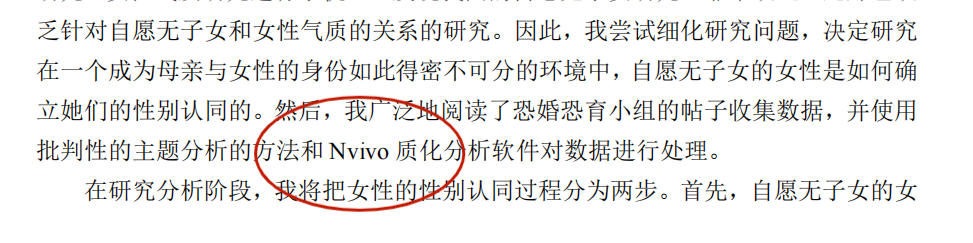 乏针对自愿无子女和女性气质的关系的研究。因此，我尝试细化研究问题，决定研究
在一个成为母亲与女性的身份如此得密不可分的环境中，自愿无子女的女性是如何确
立她们的性别认同的。然后，我广泛地阅读了恐婚恐育小组的帖子收集数据，并使用
批判性的主题分析的方法和 Nvivo 质化分析软件对数据进行处理。
在研究分析阶段，我将把女性的性别认同过程分为两步。首先，自愿无子女的女